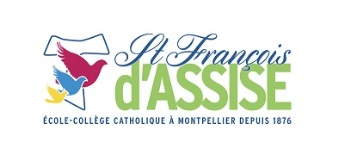 St François
d'ASSISE
ÉCOLE-COLLÈGE CATHOLIQUE À MONTPELLIER DEPUIS 1876